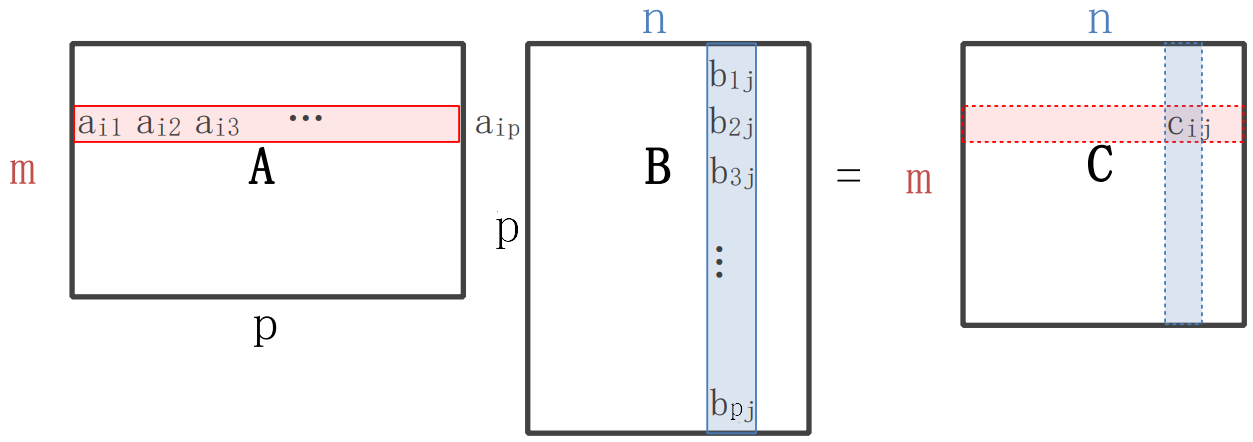 n
n
a_{i1} a_{i2} a_{i3} ··· a_{ip}
m
A
p
b_{1j}
b_{2j}
b_{3j}
⋮
b_{pj}
B
p
=
m
c_{ij}
C